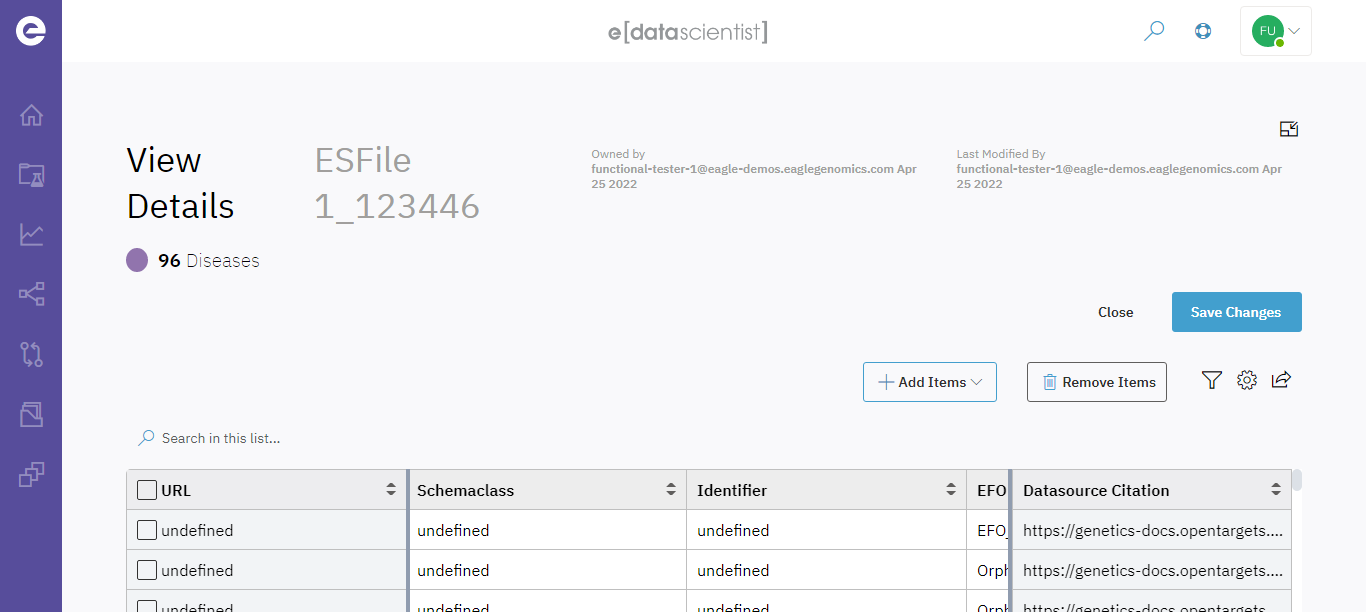 e[datascientist]
FU
View Details
ESFile 1_123446
Owned by
functional-tester-1@eagle-demos.eaglegenomics.com Apr 25 2022
Last Modified By
functional-tester-1@eagle-demos.eaglegenomics.com Apr 25 2022
96 Diseases
Close
Save Changes
Add Items
Remove Items
Search in this list...
URL Schemaclass Identifier EFO Datasource Citation
undefined undefined undefined EFO_ https://genetics-docs.opentargets....
undefined undefined undefined Orph https://genetics-docs.opentargets....
undefined undefined undefined Orph https://genetics-docs.opentargets....